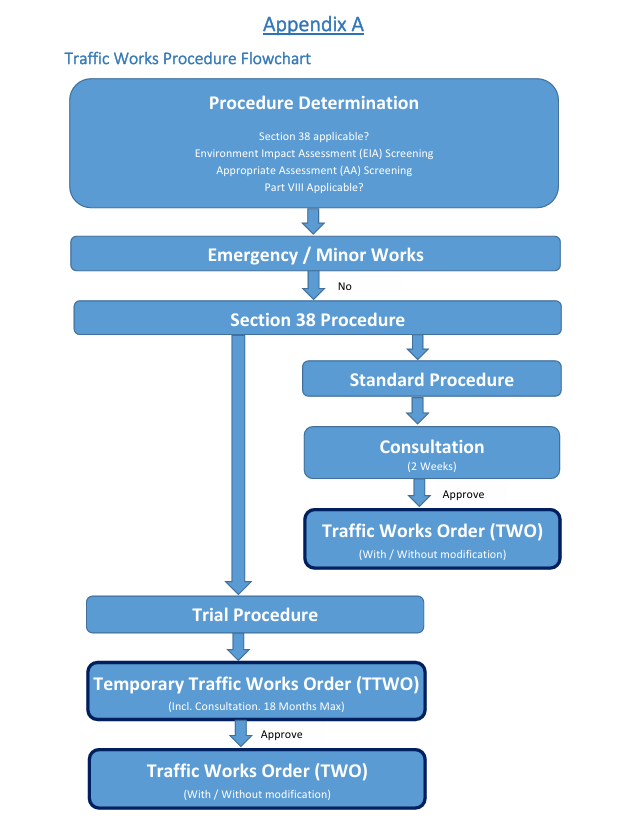 Appendix A
Traffic Works Procedure Flowchart
Procedure Determination
Section 38 applicable?
Environment Impact Assessment (EIA) Screening
Appropriate Assessment (AA) Screening
Part VIII Applicable?
Emergency / Minor Works
No
Section 38 Procedure
Standard Procedure
Consultation
(2 Weeks)
Approve
Traffic Works Order (TWO)
(With / Without modification)
Trial Procedure
Temporary Traffic Works Order (TTWO)
(Incl. Consultation. 18 Months Max)
Approve
Traffic Works Order (TWO)
(With / Without modification)